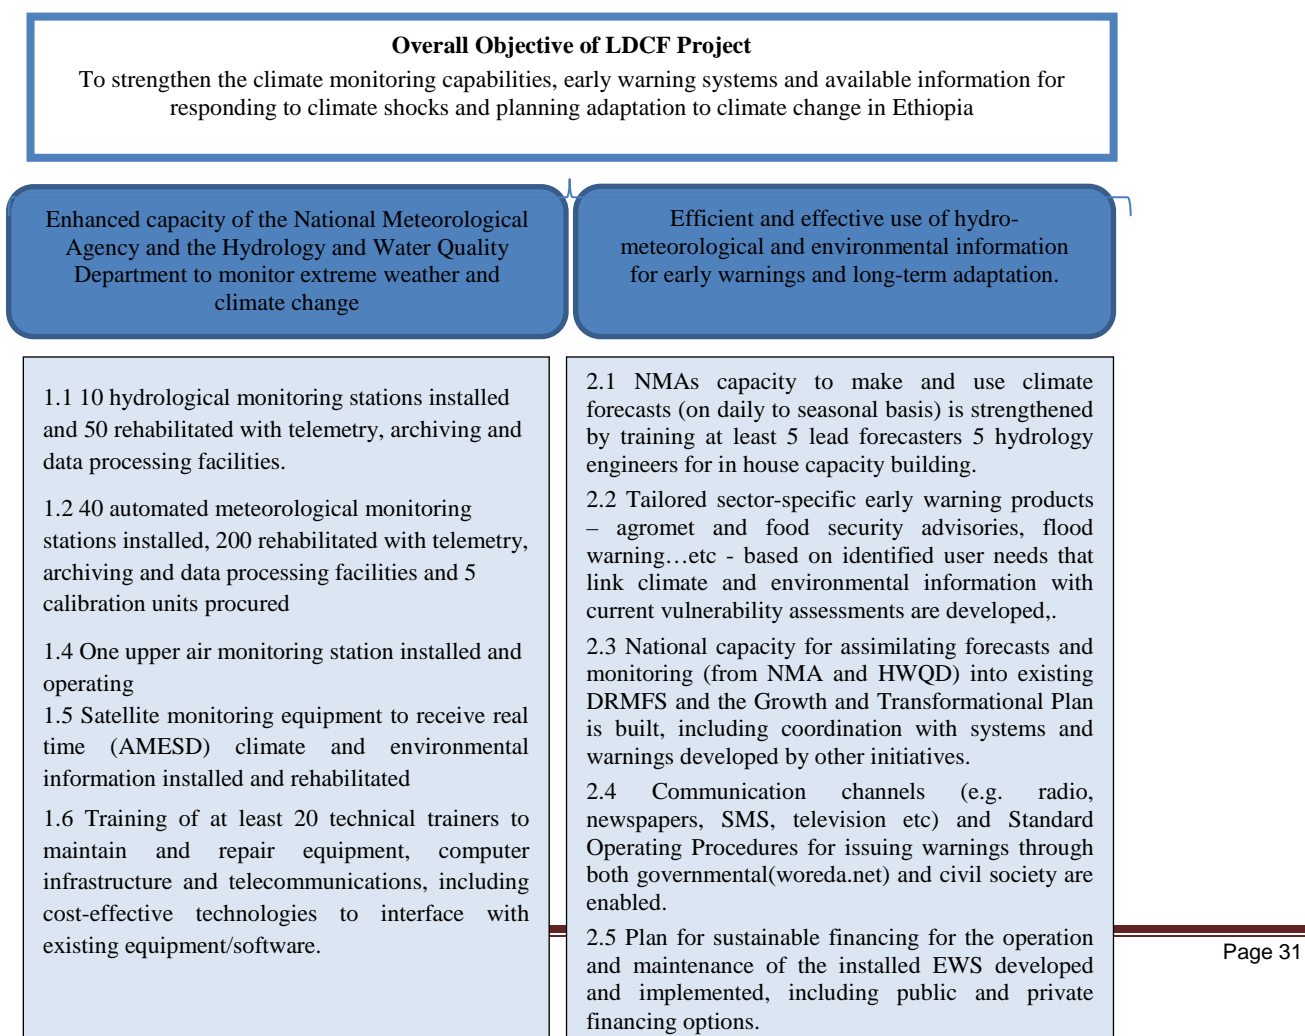 Overall Objective of LDCF Project
To strengthen the climate monitoring capabilities, early warning systems and available information for
responding to climate shocks and planning adaptation to climate change in Ethiopia
Enhanced capacity of the National Meteorological
Agency and the Hydrology and Water Quality
Department to monitor extreme weather and
climate change
Efficient and effective use of hydro-
meteorological and environmental information
for early warnings and long-term adaptation.
1.1 10 hydrological monitoring stations installed
and 50 rehabilitated with telemetry, archiving and
data processing facilities.
1.2 40 automated meteorological monitoring
stations installed, 200 rehabilitated with telemetry,
archiving and data processing facilities and 5
calibration units procured
1.4 One upper air monitoring station installed and
operating
1.5 Satellite monitoring equipment to receive real
time (AMESD) climate and environmental
information installed and rehabilitated
1.6 Training of at least 20 technical trainers to
maintain and repair equipment, computer
infrastructure and telecommunications, including
cost-effective technologies to interface with
existing equipment/software.
2.1 NMAs capacity to make and use climate
forecasts (on daily to seasonal basis) is strengthened
by training at least 5 lead forecasters 5 hydrology
engineers for in house capacity building.
2.2 Tailored sector-specific early warning products
– agromet and food security advisories, flood
warning…etc - based on identified user needs that
link climate and environmental information with
current vulnerability assessments are developed,.
2.3 National capacity for assimilating forecasts and
monitoring (from NMA and HWQD) into existing
DRMFS and the Growth and Transformational Plan
is built, including coordination with systems and
warnings developed by other initiatives.
2.4 Communication channels (e.g. radio,
newspapers, SMS, television etc) and Standard
Operating Procedures for issuing warnings through
both governmental(woreda.net) and civil society are
enabled.
2.5 Plan for sustainable financing for the operation
and maintenance of the installed EWS developed
and implemented, including public and private
financing options.
Page 31